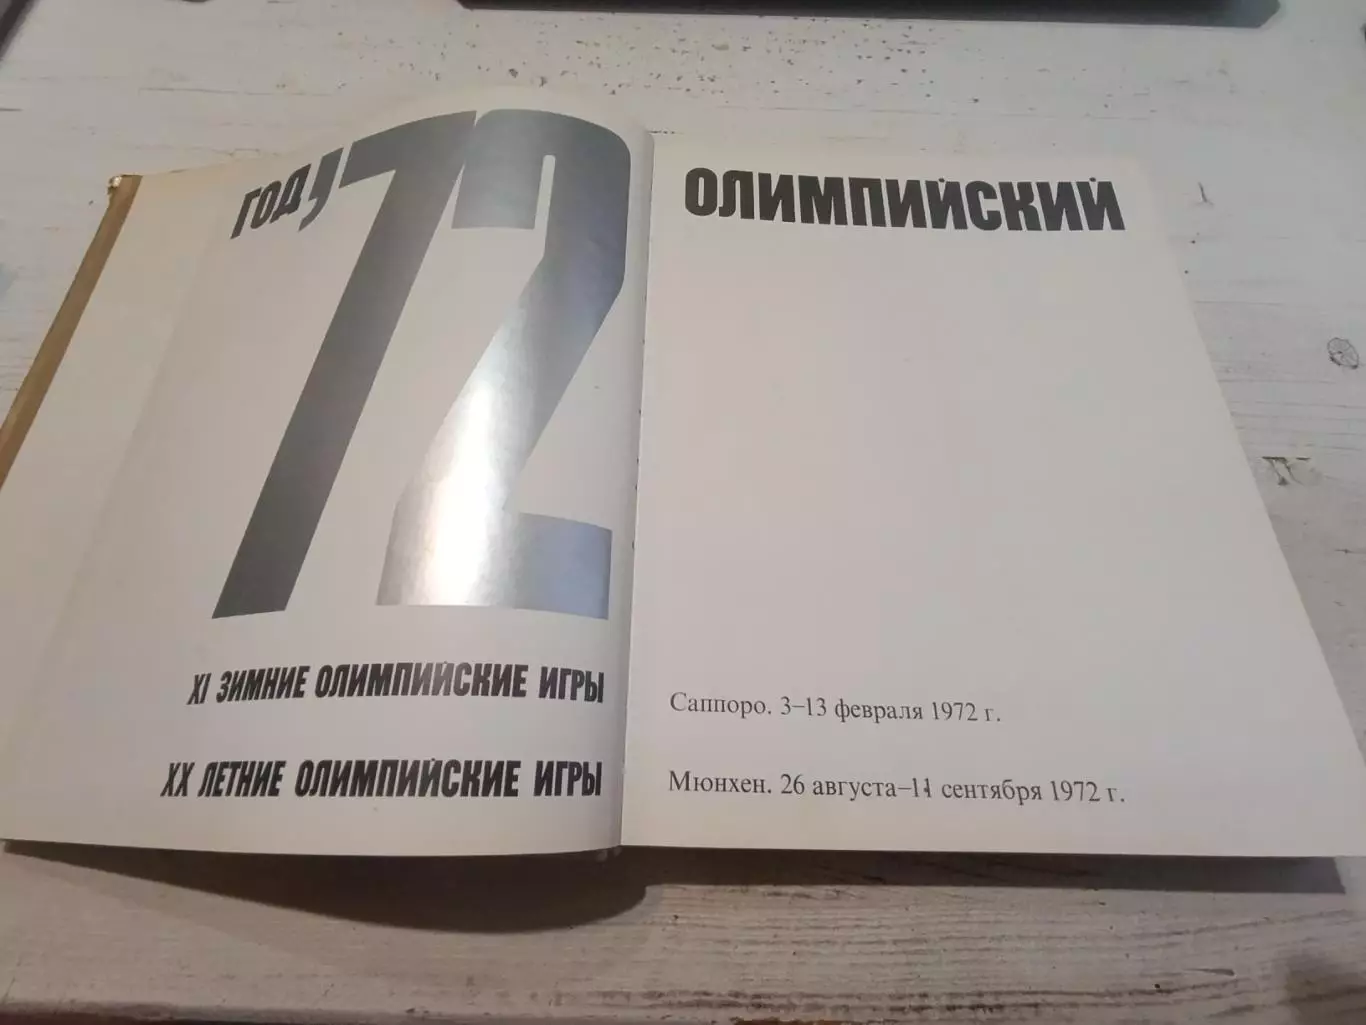 ГОД '72
XI ЗИМНИЕ ОЛИМПИЙСКИЕ ИГРЫ
XX ЛЕТНИЕ ОЛИМПИЙСКИЕ ИГРЫ
ОЛИМПИЙСКИЙ
Саппоро. 3–13 февраля 1972 г.
Мюнхен. 26 августа–11 сентября 1972 г.